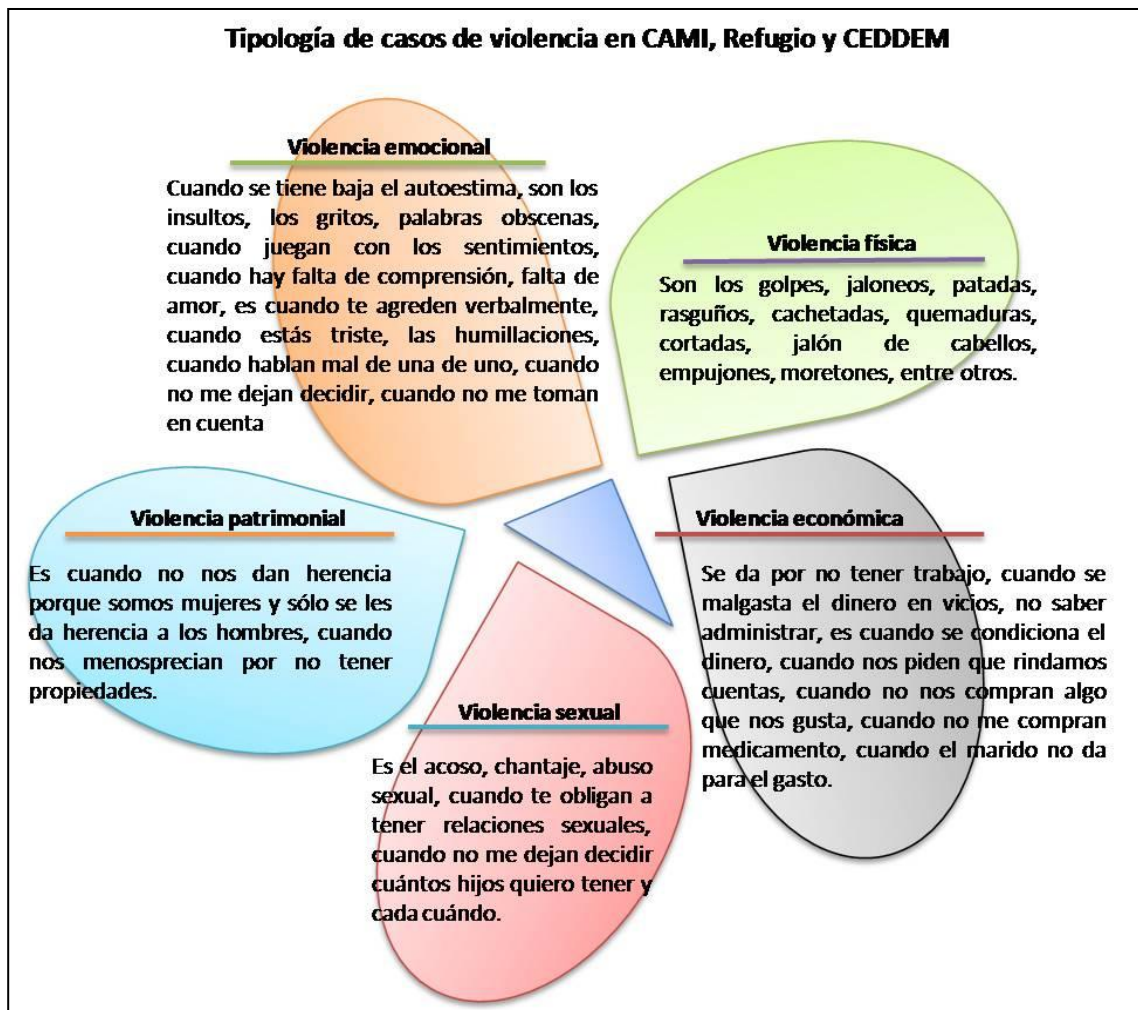 Tipología de casos de violencia en CAMI, Refugio y CEDDEM
Violencia emocional
Cuando se tiene baja el autoestima, son los
insultos, los gritos, palabras obscenas,
cuando juegan con los sentimientos,
cuando hay falta de comprensión, falta de
amor, es cuando te agreden verbalmente,
cuando estás triste, las humillaciones,
cuando hablan mal de una de uno, cuando
no me dejan decidir, cuando no me toman
en cuenta
Violencia física
Son los golpes, jaloneos, patadas,
rasguños, cachetadas, quemaduras,
cortadas, jalón de cabellos,
empujones, moretones, entre otros.
Violencia patrimonial
Es cuando no nos dan herencia
porque somos mujeres y sólo se les
da herencia a los hombres, cuando
nos menosprecian por no tener
propiedades.
Violencia económica
Se da por no tener trabajo, cuando se
malgasta el dinero en vicios, no saber
administrar, es cuando se condiciona el
dinero, cuando nos piden que rindamos
cuentas, cuando no nos compran algo
que nos gusta, cuando no me compran
medicamento, cuando el marido no da
para el gasto.
Violencia sexual
Es el acoso, chantaje, abuso
sexual, cuando te obligan a
tener relaciones sexuales,
cuando no me dejan decidir
cuántos hijos quiero tener y
cada cuándo.